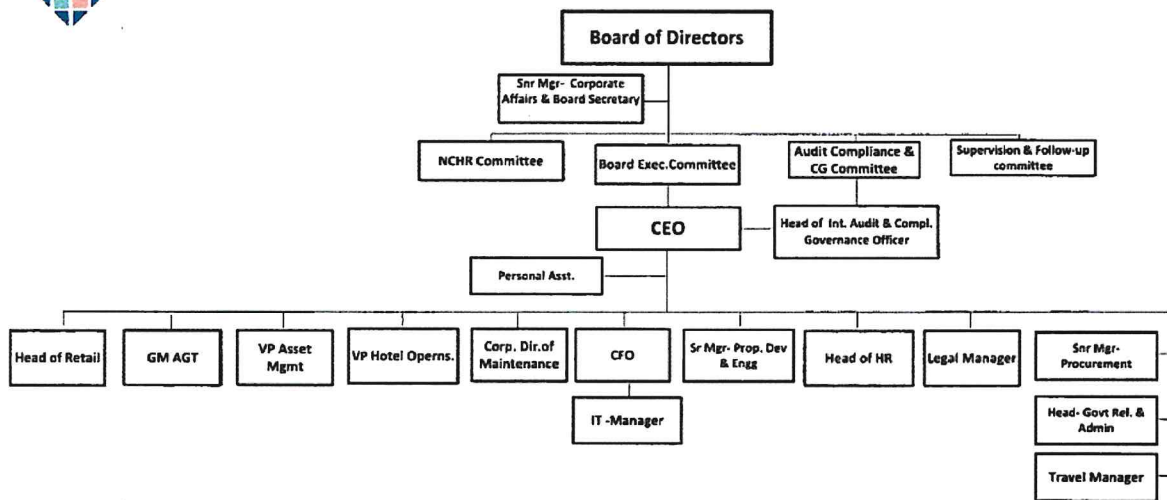 Board of Directors
Snr Mgr- Corporate
Affairs & Board Secretary
NCHR Committee
Board Exec.Committee
Audit Compliance &
CG Committee
Supervision & Follow-up
committee
CEO
Head of Int. Audit & Compl.
Governance Officer
Personal Asst.
Head of Retail
GM AGT
VP Asset
Mgmt
VP Hotel Operns.
Corp. Dir.of
Maintenance
CFO
Sr Mgr- Prop. Dev
& Engg
Head of HR
Legal Manager
Snr Mgr-
Procurement
IT -Manager
Head- Govt Rel. &
Admin
Travel Manager